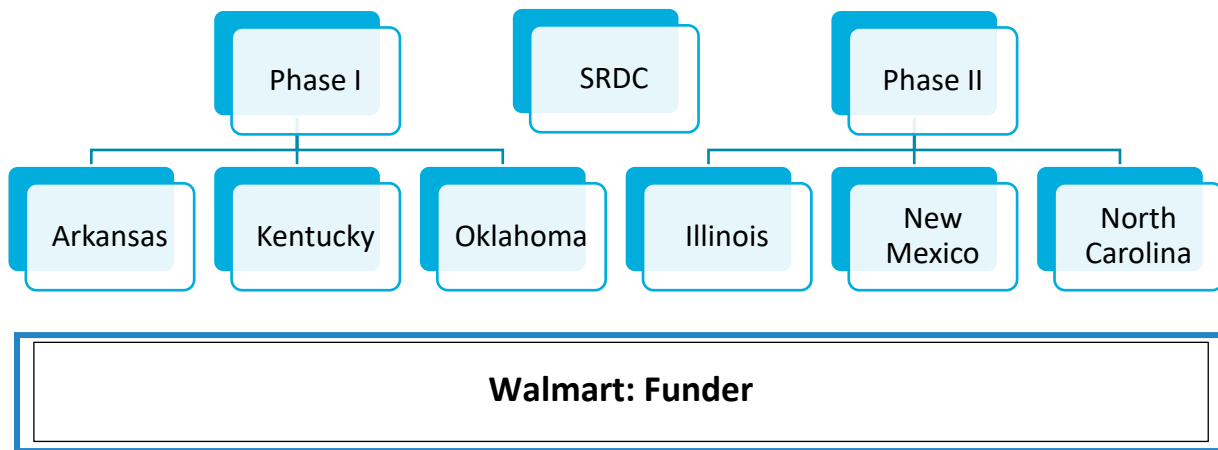 Phase I
SRDC
Phase II
Arkansas
Kentucky
Oklahoma
Illinois
New
Mexico
North
Carolina
Walmart: Funder